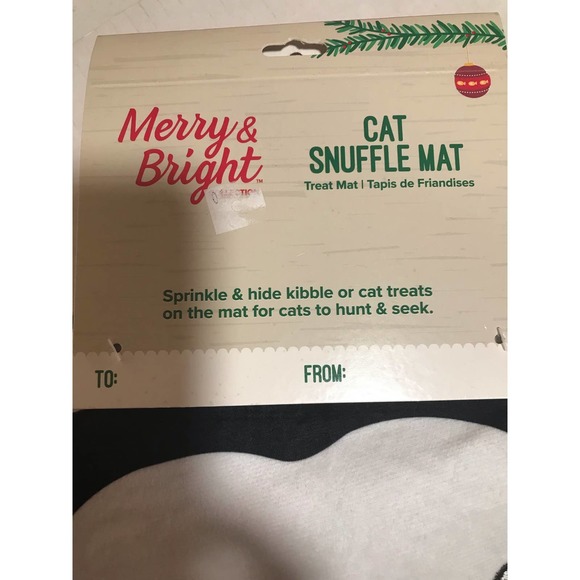 Merry &
Bright™
CAT
SNUFFLE MAT
Treat Mat | Tapis de Friandises
Sprinkle & hide kibble or cat treats
on the mat for cats to hunt & seek.
TO:
FROM: